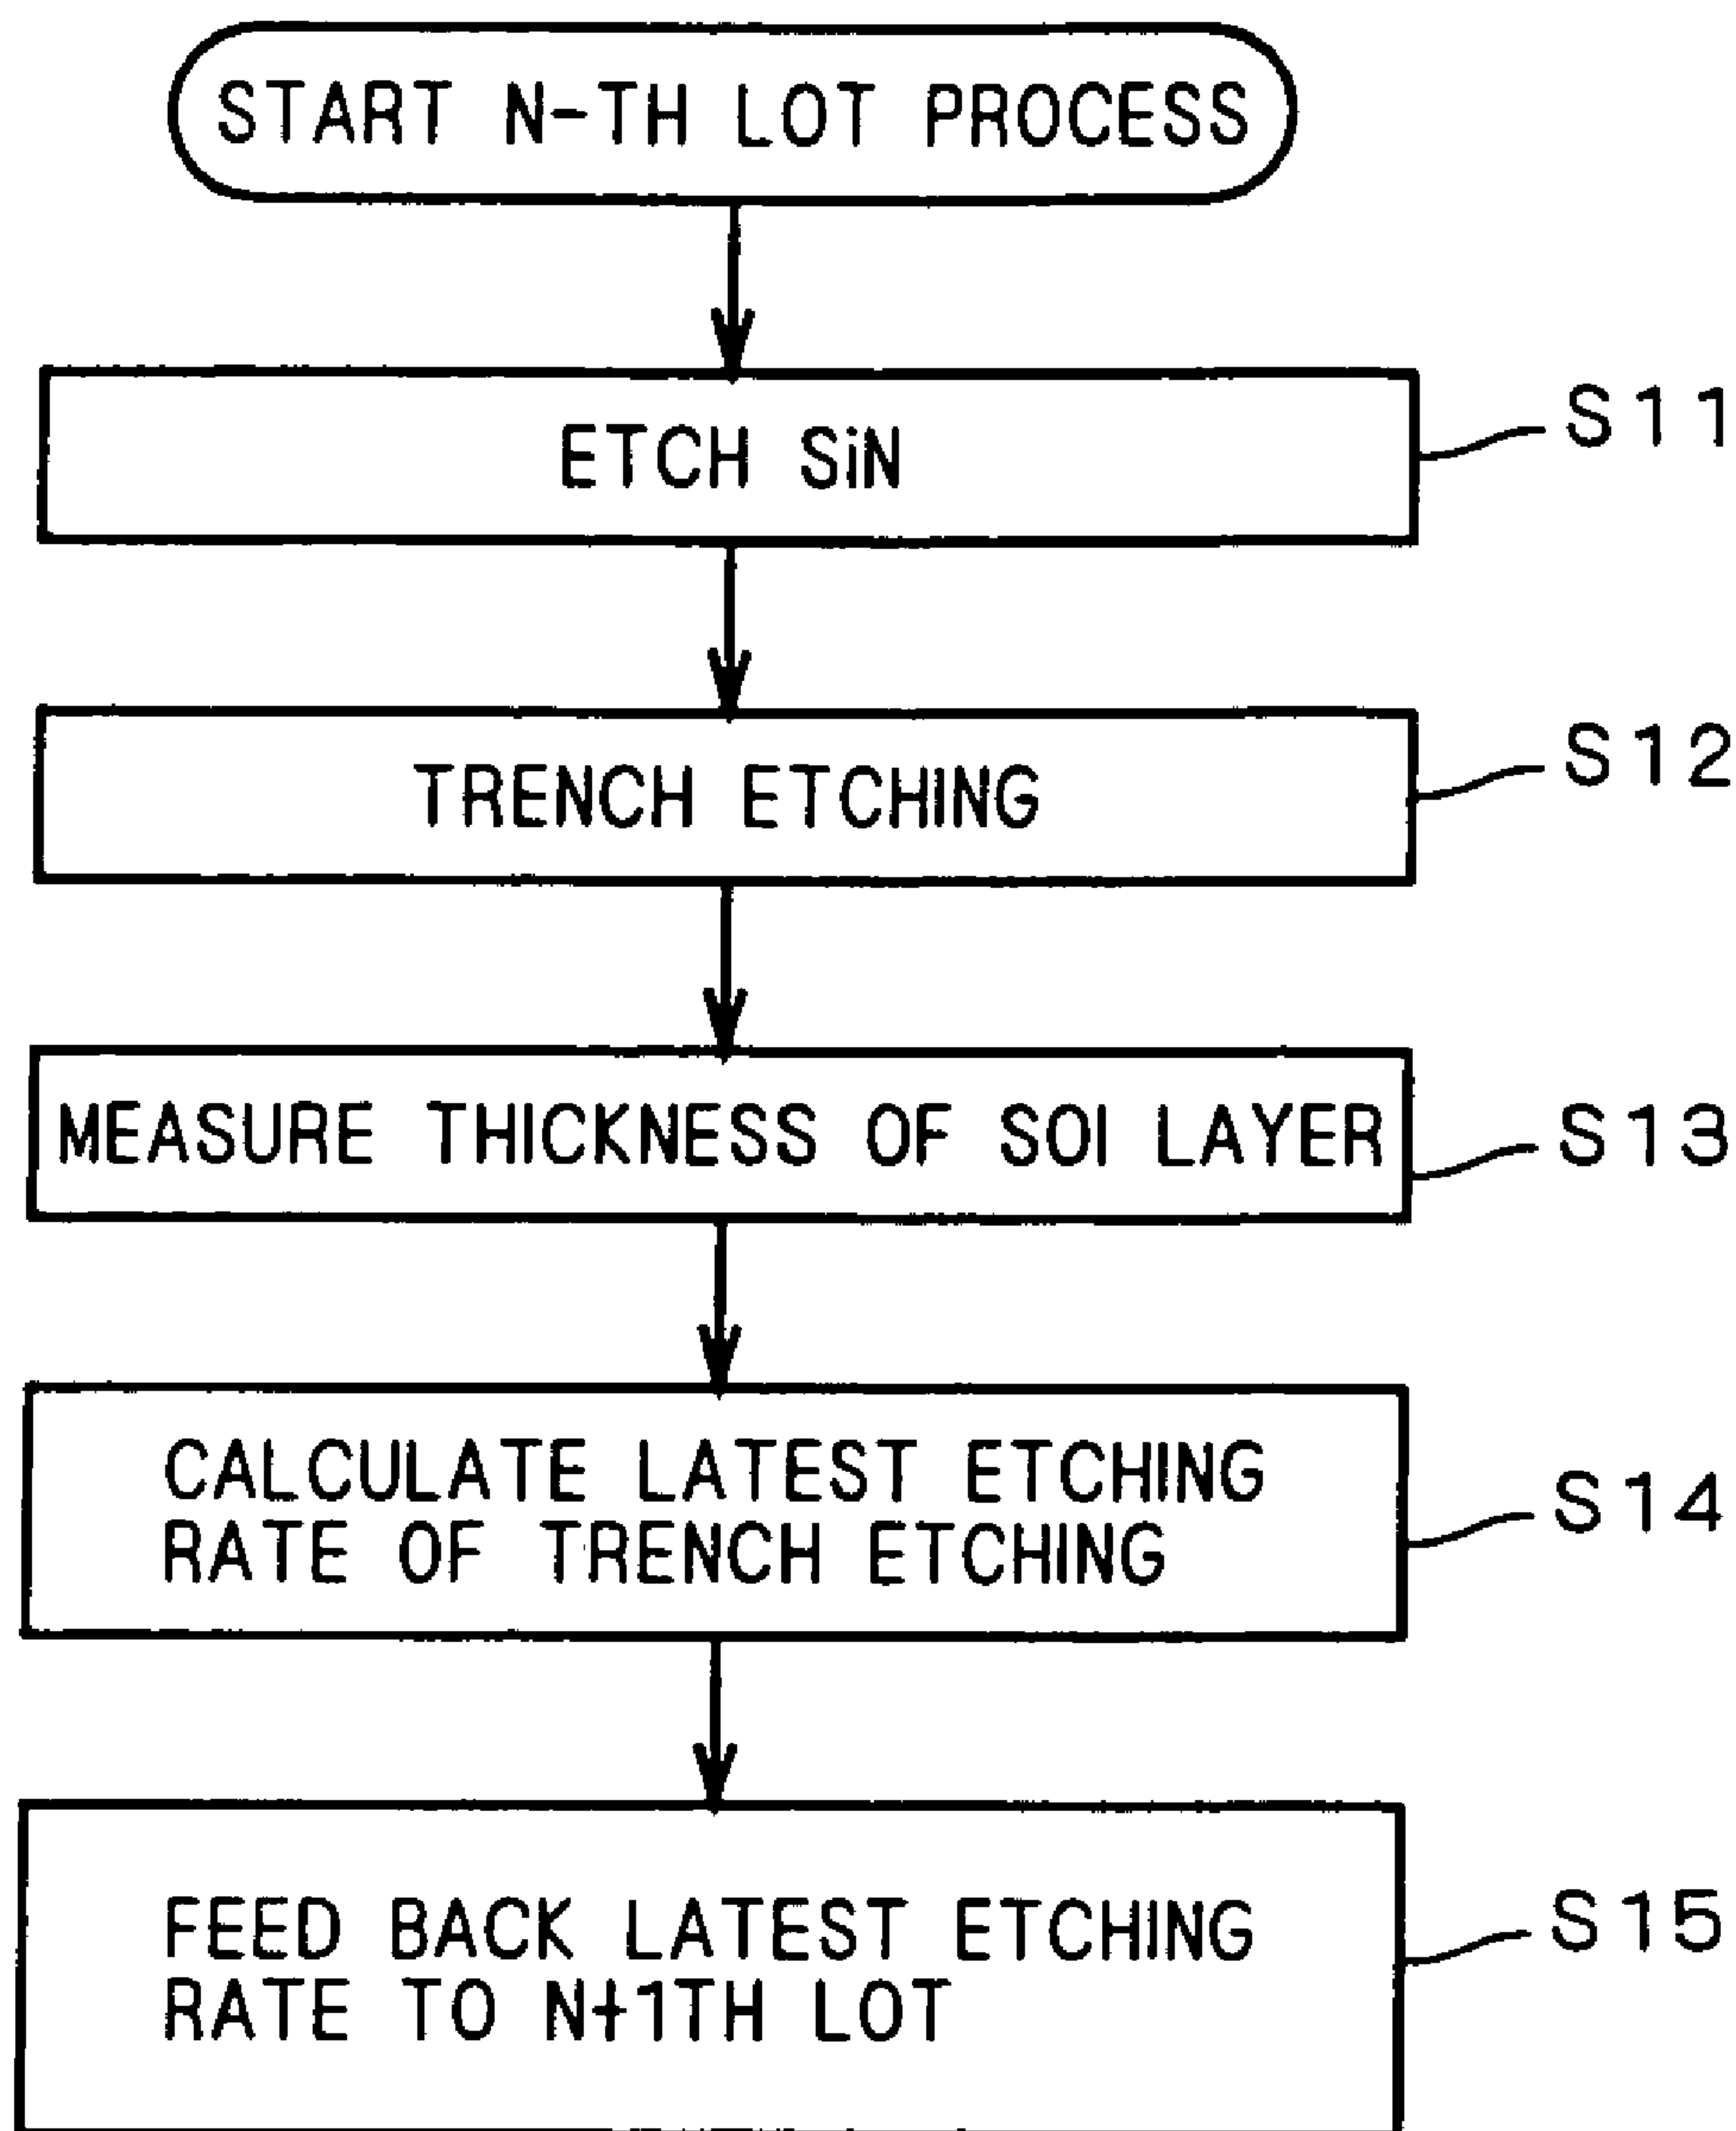 START N-TH LOT PROCESS
ETCH SiN
S11
TRENCH ETCHING
S12
MEASURE THICKNESS OF SOI LAYER
S13
CALCULATE LATEST ETCHING
RATE OF TRENCH ETCHING
S14
FEED BACK LATEST ETCHING
RATE TO N+1TH LOT
S15